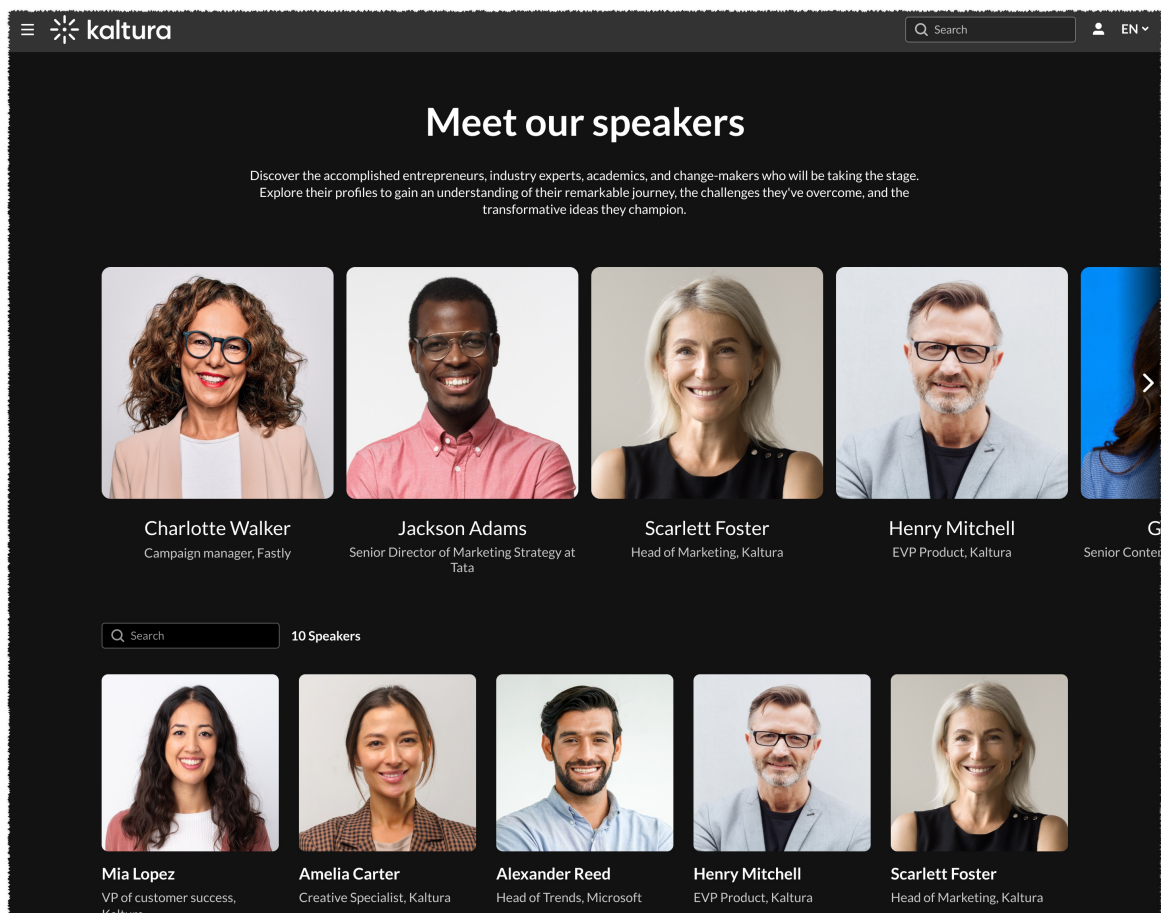 kaltura
Search
EN
Meet our speakers
Discover the accomplished entrepreneurs, industry experts, academics, and change-makers who will be taking the stage.
Explore their profiles to gain an understanding of their remarkable journey, the challenges they've overcome, and the
transformative ideas they champion.
Charlotte Walker
Campaign manager, Fastly
Jackson Adams
Senior Director of Marketing Strategy at
Tata
Scarlett Foster
Head of Marketing, Kaltura
Henry Mitchell
EVP Product, Kaltura
G
Senior Conte
Search
10 Speakers
Mia Lopez
VP of customer success,
Kaltura
Amelia Carter
Creative Specialist, Kaltura
Alexander Reed
Head of Trends, Microsoft
Henry Mitchell
EVP Product, Kaltura
Scarlett Foster
Head of Marketing, Kaltura